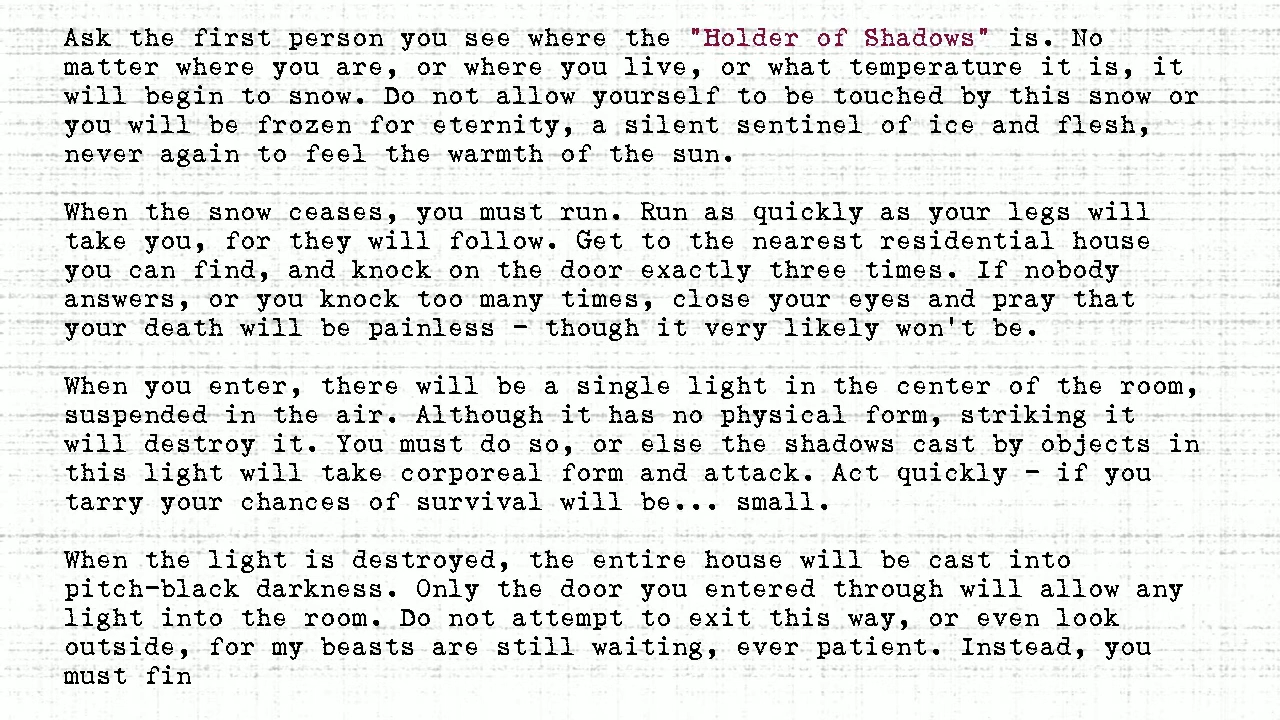 Ask the first person you see where the "Holder of Shadows" is. No
matter where you are, or where you live, or what temperature it is, it
will begin to snow. Do not allow yourself to be touched by this snow or
you will be frozen for eternity, a silent sentinel of ice and flesh,
never again to feel the warmth of the sun.
When the snow ceases, you must run. Run as quickly as your legs will
take you, for they will follow. Get to the nearest residential house
you can find, and knock on the door exactly three times. If nobody
answers, or you knock too many times, close your eyes and pray that
your death will be painless - though it very likely won't be.
When you enter, there will be a single light in the center of the room,
suspended in the air. Although it has no physical form, striking it
will destroy it. You must do so, or else the shadows cast by objects in
this light will take corporeal form and attack. Act quickly - if you
tarry your chances of survival will be... small.
When the light is destroyed, the entire house will be cast into
pitch-black darkness. Only the door you entered through will allow any
light into the room. Do not attempt to exit this way, or even look
outside, for my beasts are still waiting, ever patient. Instead, you
must fin